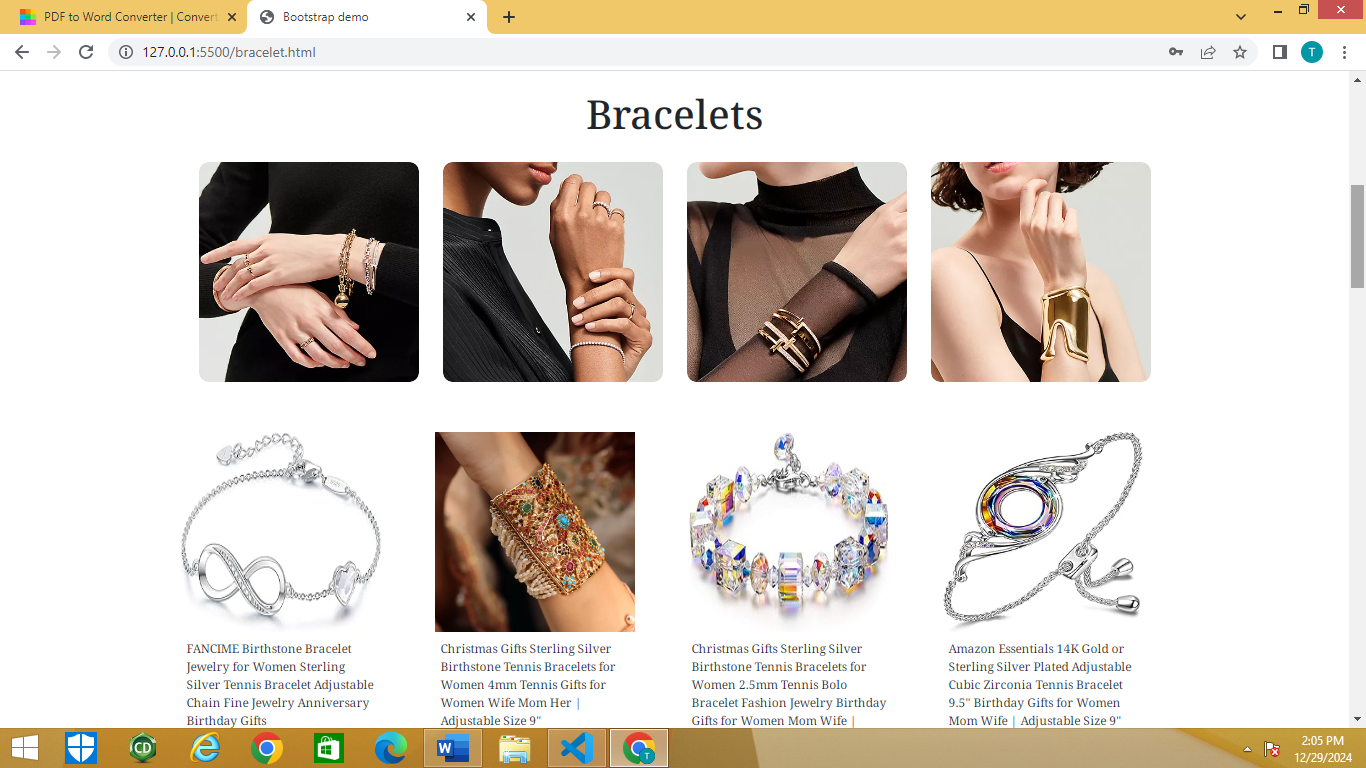 PDF to Word Converter | Convert
Bootstrap demo
127.0.0.1:5500/bracelet.html
T
Bracelets
FANCIME Birthstone Bracelet
Jewelry for Women Sterling
Silver Tennis Bracelet Adjustable
Chain Fine Jewelry Anniversary
Birthday Gifts
Christmas Gifts Sterling Silver
Birthstone Tennis Bracelets for
Women 4mm Tennis Gifts for
Women Wife Mom Her |
Adjustable Size 9"
Christmas Gifts Sterling Silver
Birthstone Tennis Bracelets for
Women 2.5mm Tennis Bolo
Bracelet Fashion Jewelry Birthday
Gifts for Women Mom Wife |
Amazon Essentials 14K Gold or
Sterling Silver Plated Adjustable
Cubic Zirconia Tennis Bracelet
9.5" Birthday Gifts for Women
Mom Wife | Adjustable Size 9"
CD
W
T
2:05 PM
12/29/2024